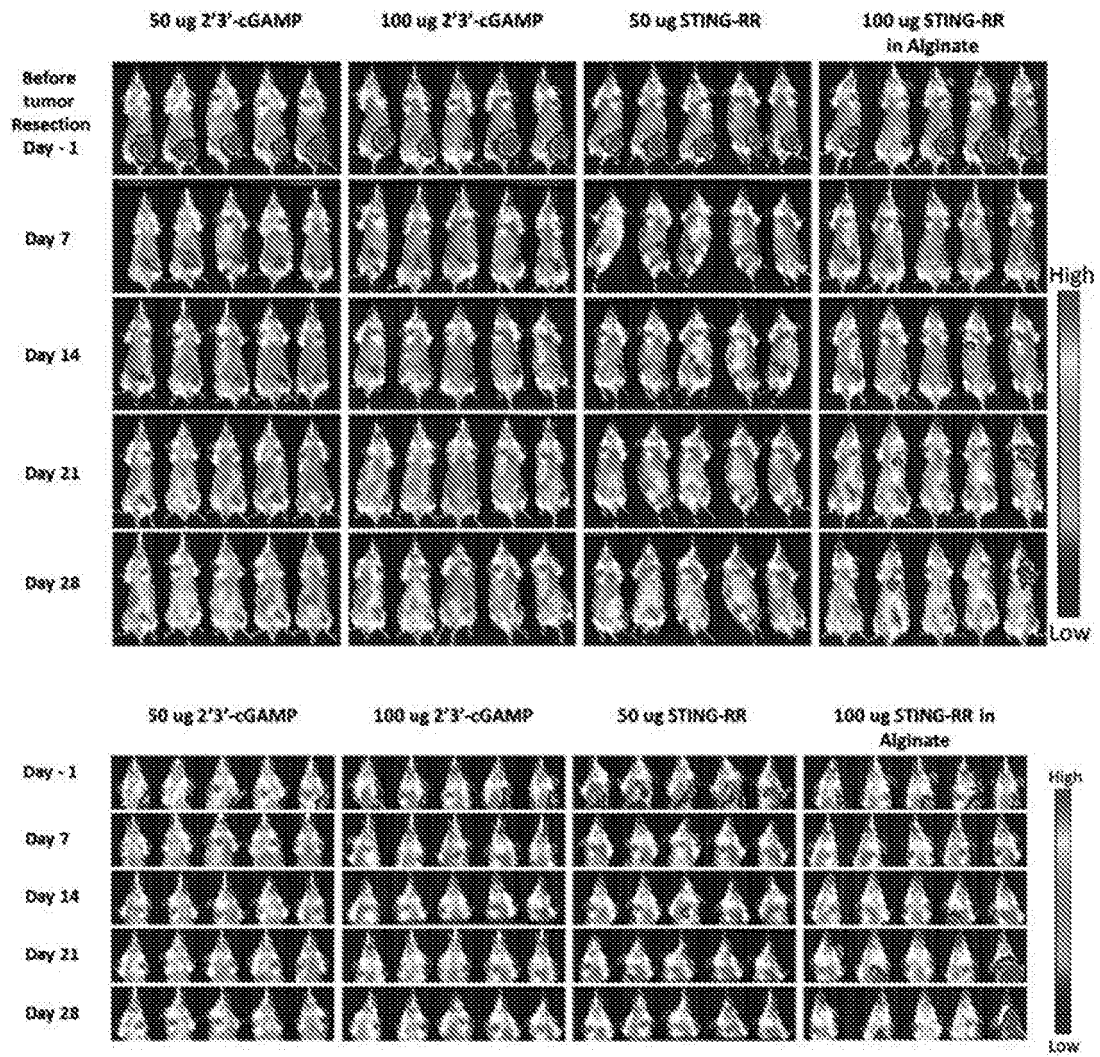 50 ug 2'3'-cGAMP 100 ug 2'3'-cGAMP 50 ug STING-RR 100 ug STING-RR
in Alginate
Before
tumor
Resection
Day - 1
Day 7
High
Day 14
Day 21
Day 28
Low
50 ug 2'3'-cGAMP 100 ug 2'3'-cGAMP 50 ug STING-RR 100 ug STING-RR in
Alginate
Day - 1
High
Day 7
Day 14
Day 21
Day 28
Low